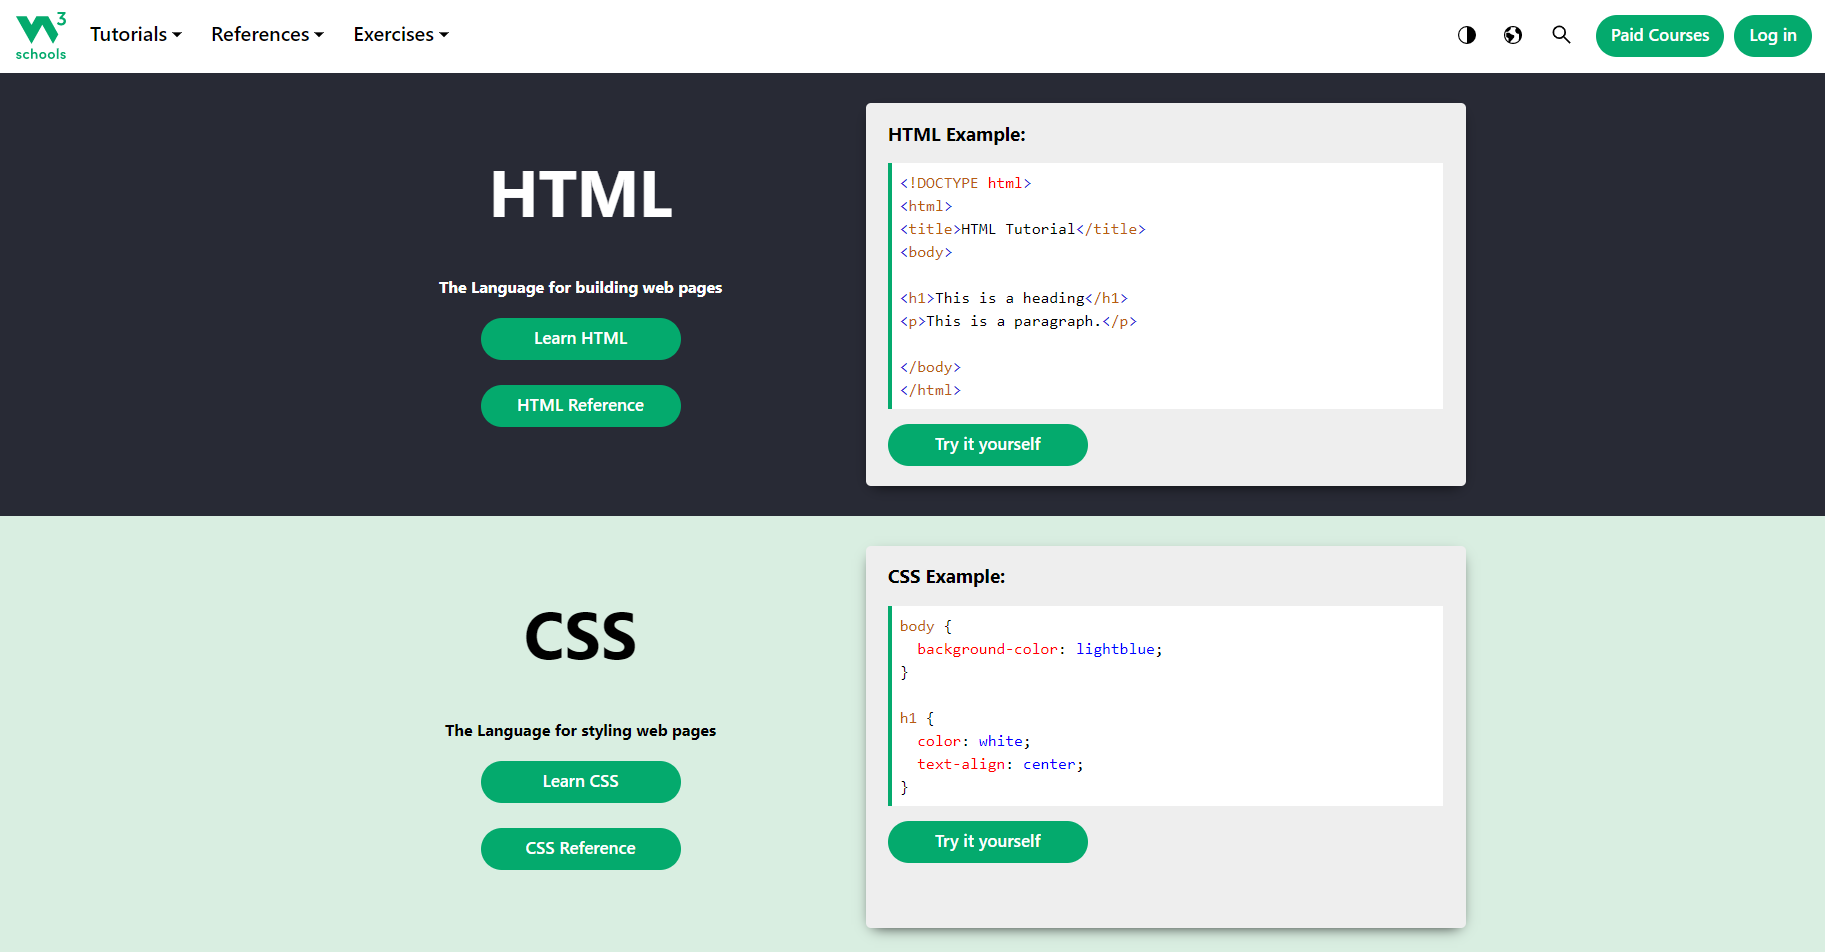 W3
schools
Tutorials
References
Exercises
Paid Courses
Log in
HTML
The Language for building web pages
Learn HTML
HTML Reference
HTML Example:
<!DOCTYPE html>
<html>
<title>HTML Tutorial</title>
<body>
<h1>This is a heading</h1>
<p>This is a paragraph.</p>
</body>
</html>
Try it yourself
CSS
The Language for styling web pages
Learn CSS
CSS Reference
CSS Example:
body {
  background-color: lightblue;
}
h1 {
  color: white;
  text-align: center;
}
Try it yourself